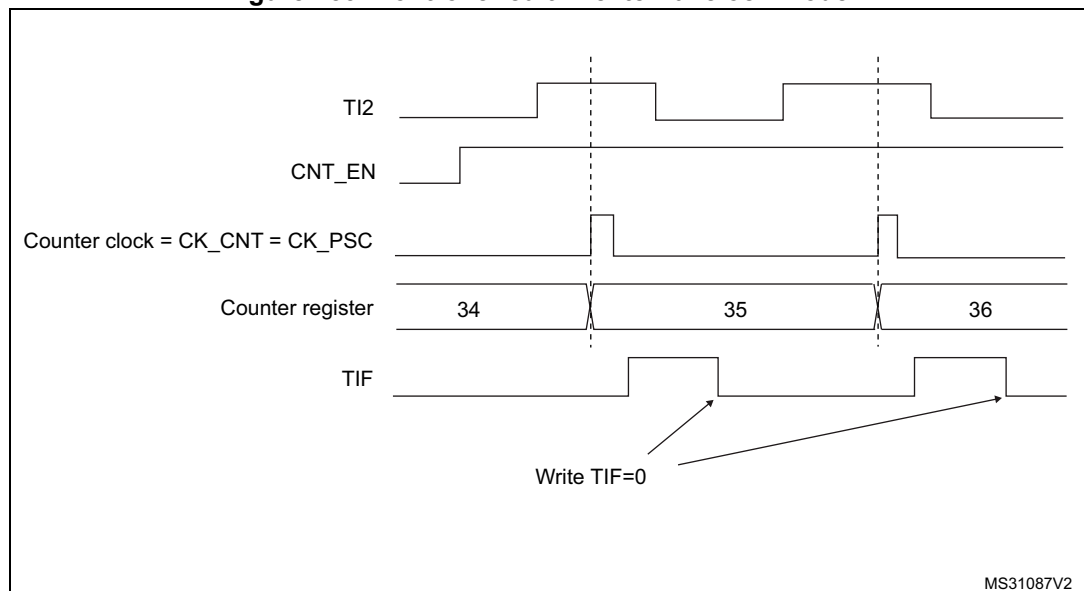 TI2
CNT_EN
Counter clock = CK_CNT = CK_PSC
Counter register
34
35
36
TIF
Write TIF=0
MS31087V2